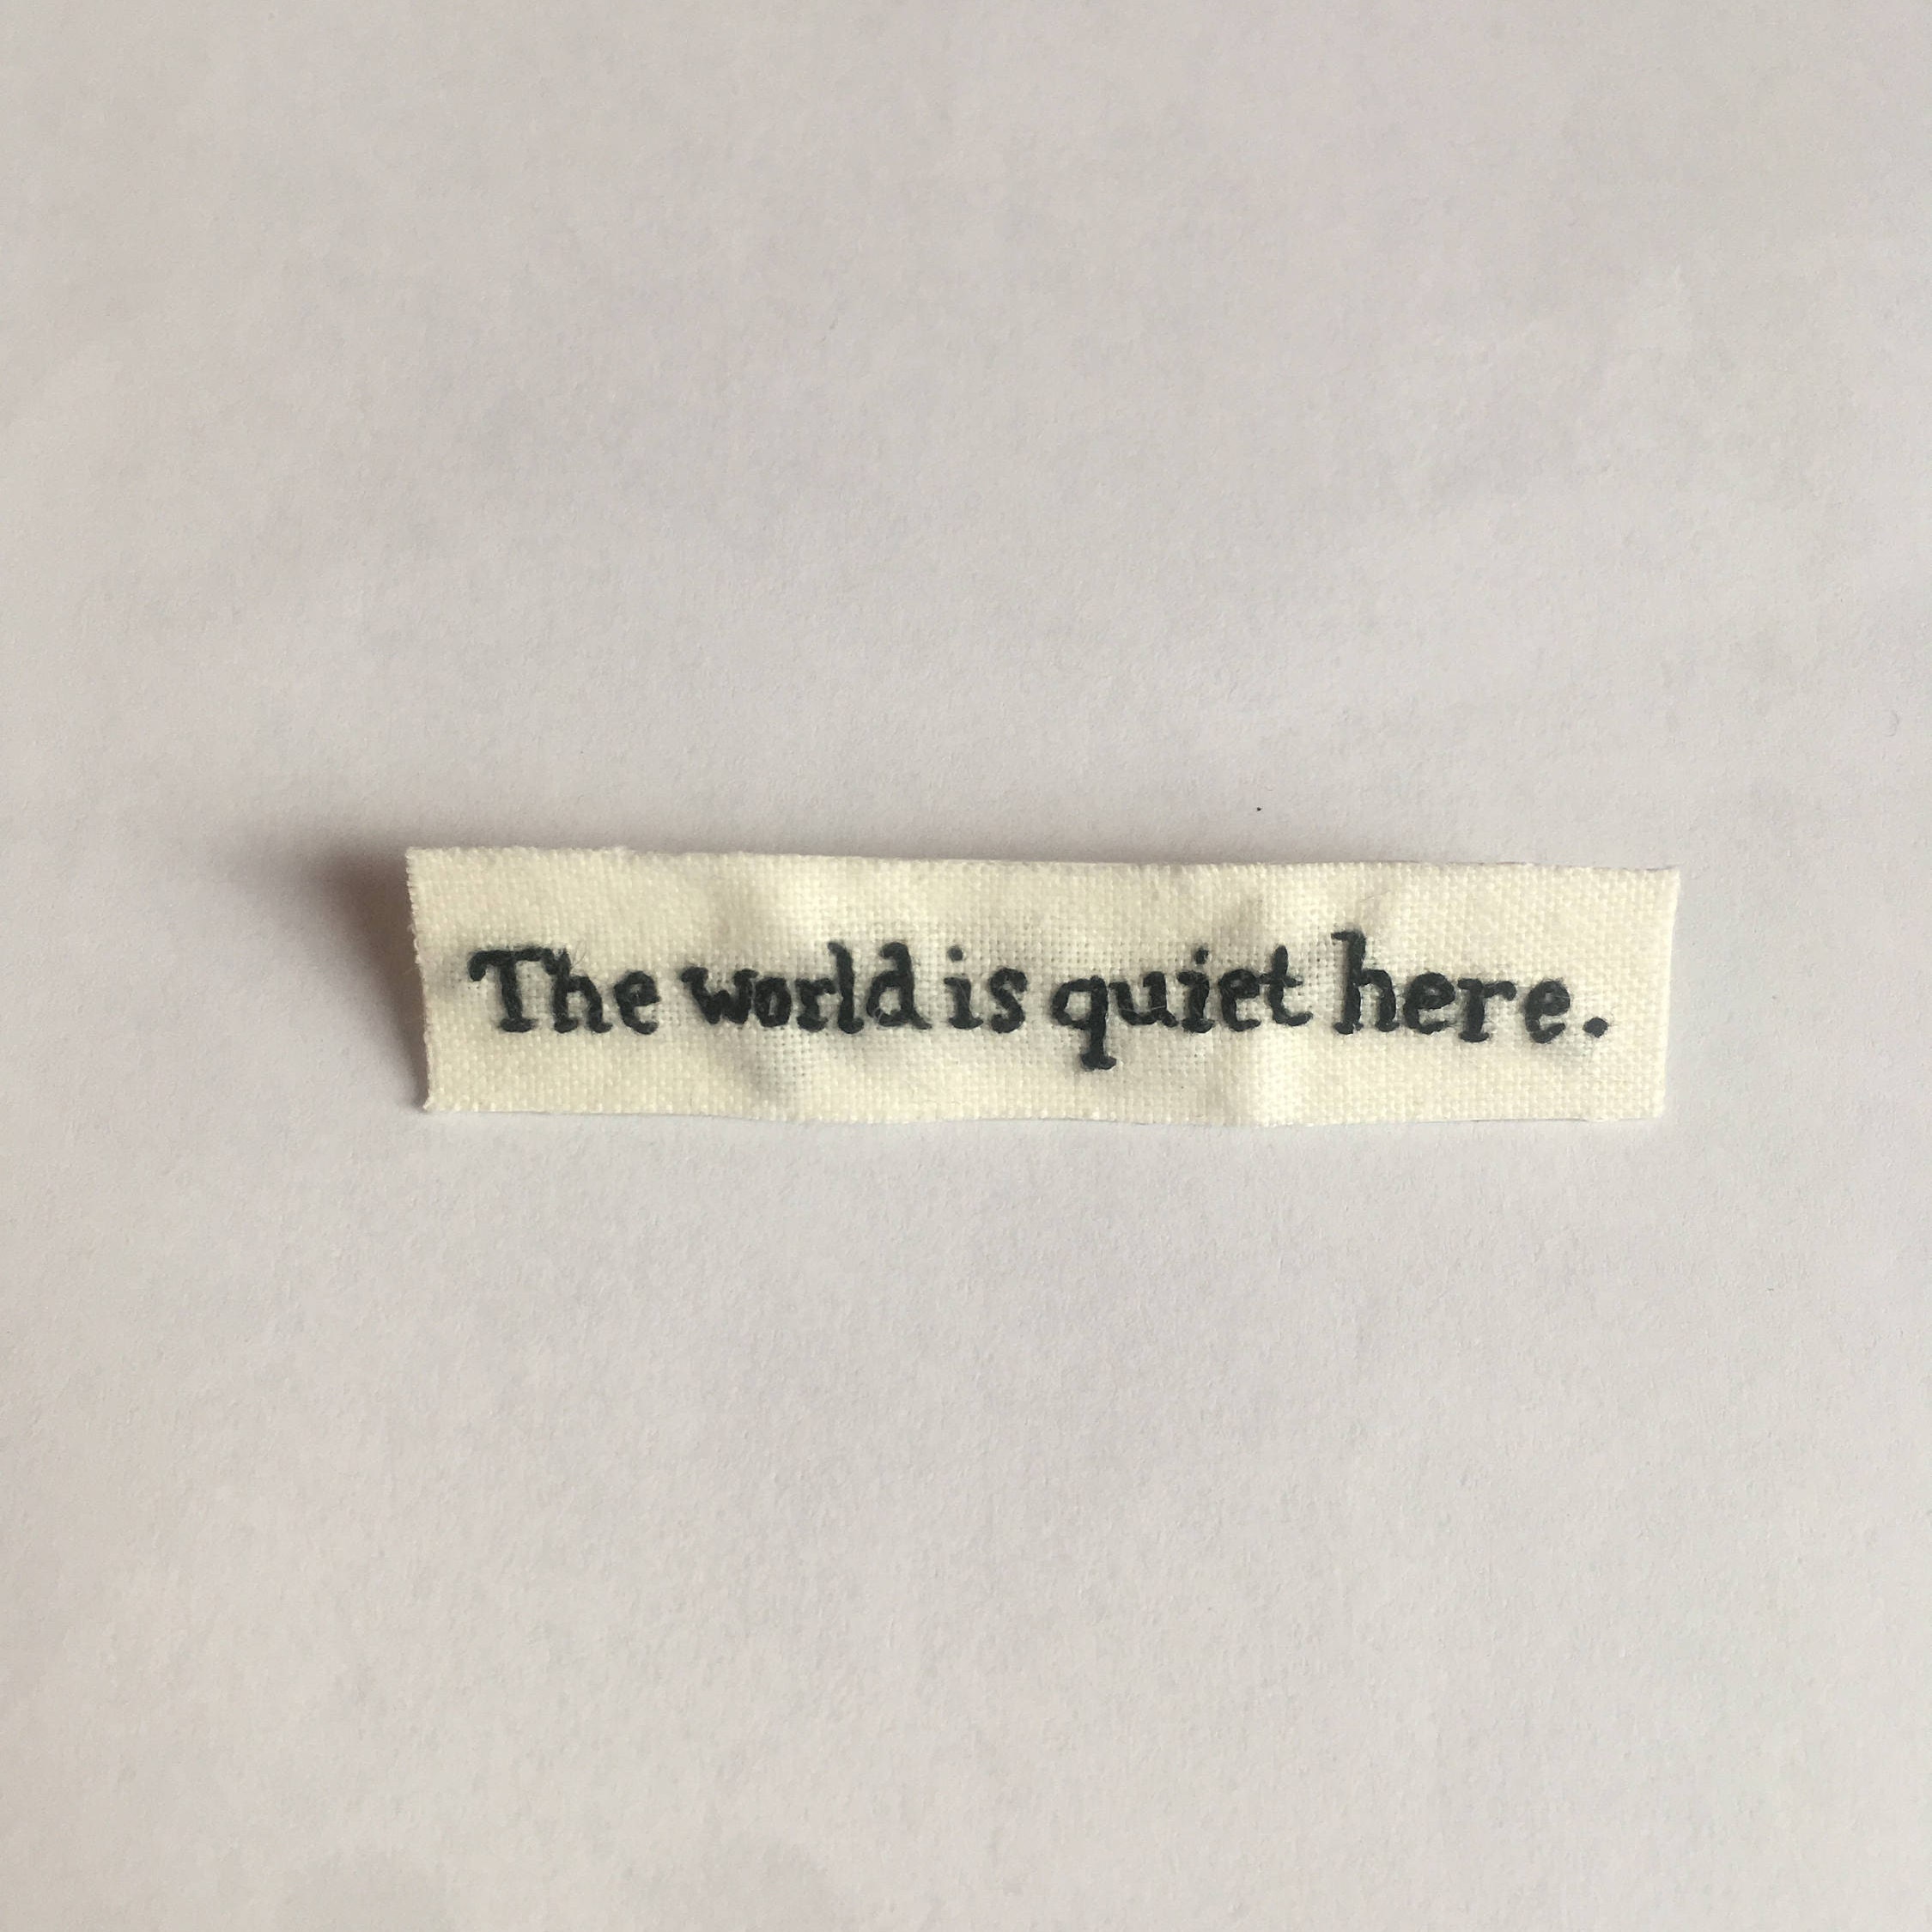 The world is quiet here.